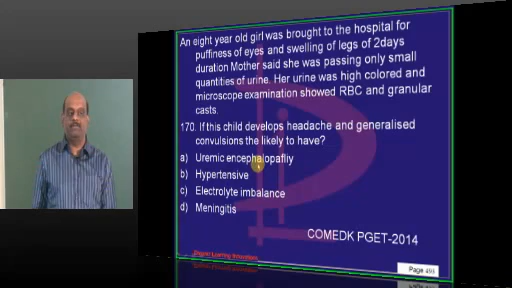 An eight year old girl was brought to the hospital for
puffiness of eyes and swelling of legs of 2days
duration Mother said she was passing only small
quantities of urine. Her urine was high colored and
microscope examination showed RBC and granular
casts.
170. If this child develops headache and generalised
convulsions the likely to have?
a) Uremic encephalopafliy
b) Hypertensive
c) Electrolyte imbalance
d) Meningitis
COMEDK PGET-2014
Page 493